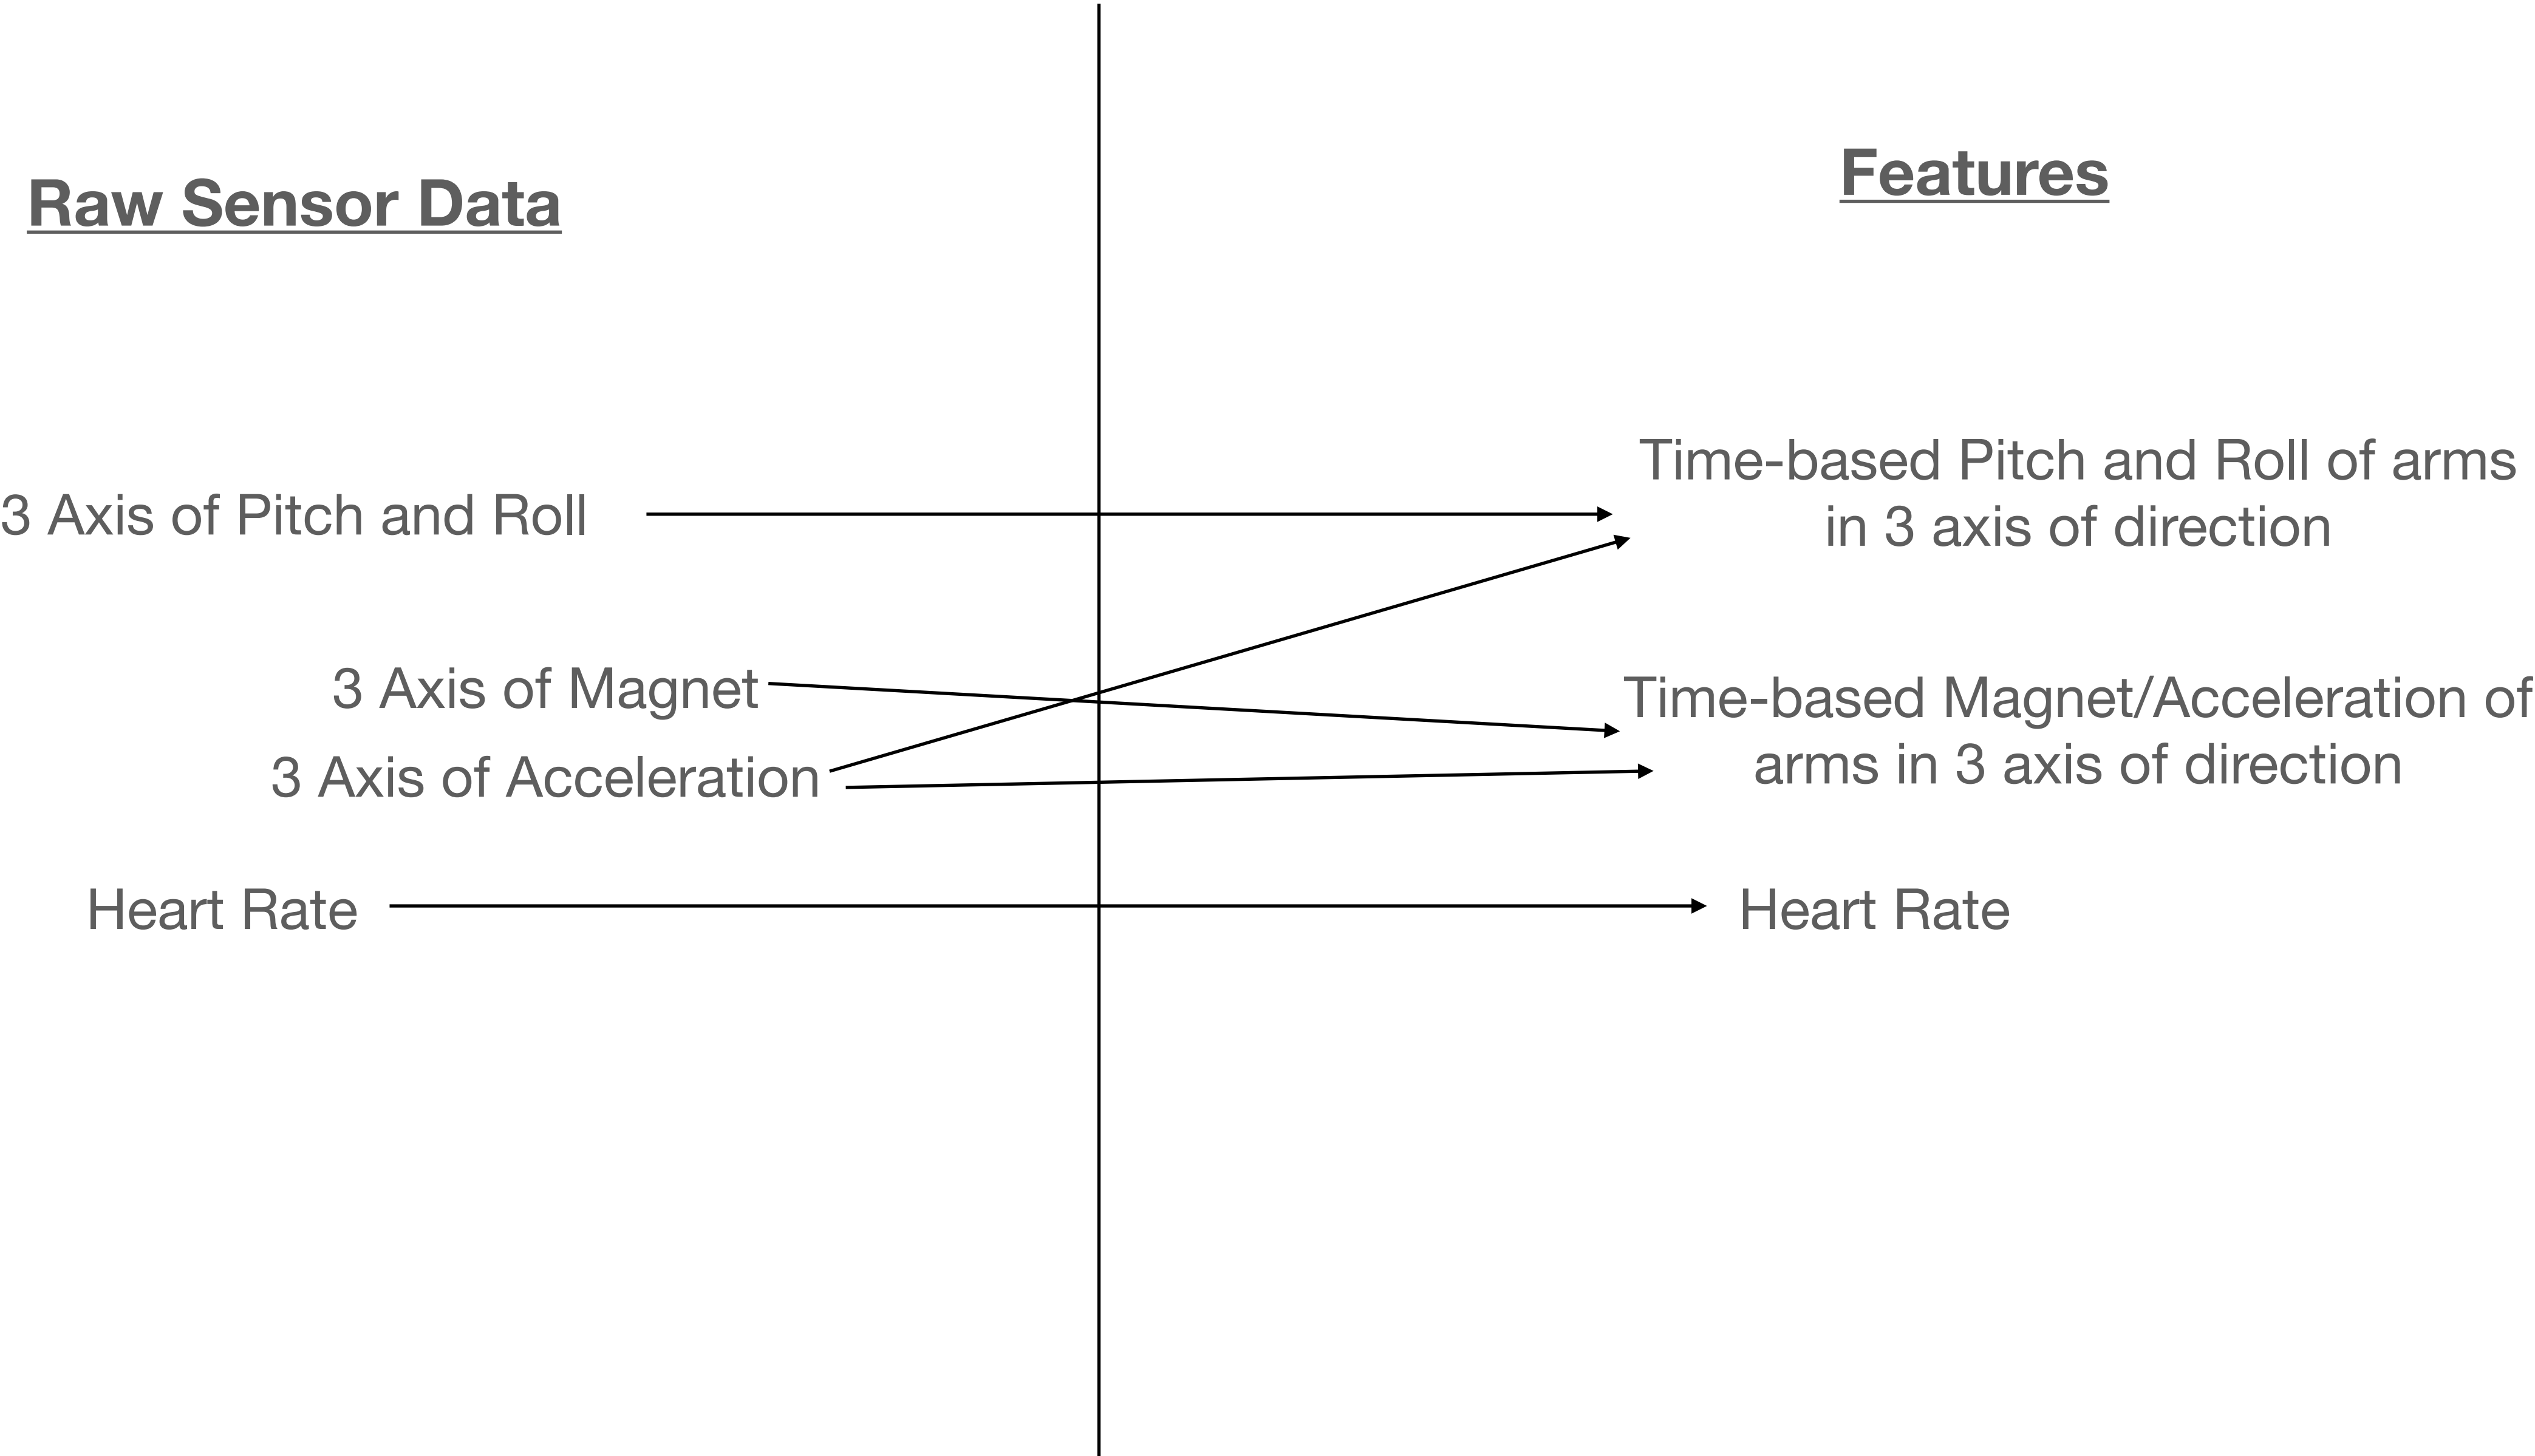 Raw Sensor Data
3 Axis of Pitch and Roll
3 Axis of Magnet
3 Axis of Acceleration
Heart Rate
Features
Time-based Pitch and Roll of arms
in 3 axis of direction
Time-based Magnet/Acceleration of
arms in 3 axis of direction
Heart Rate